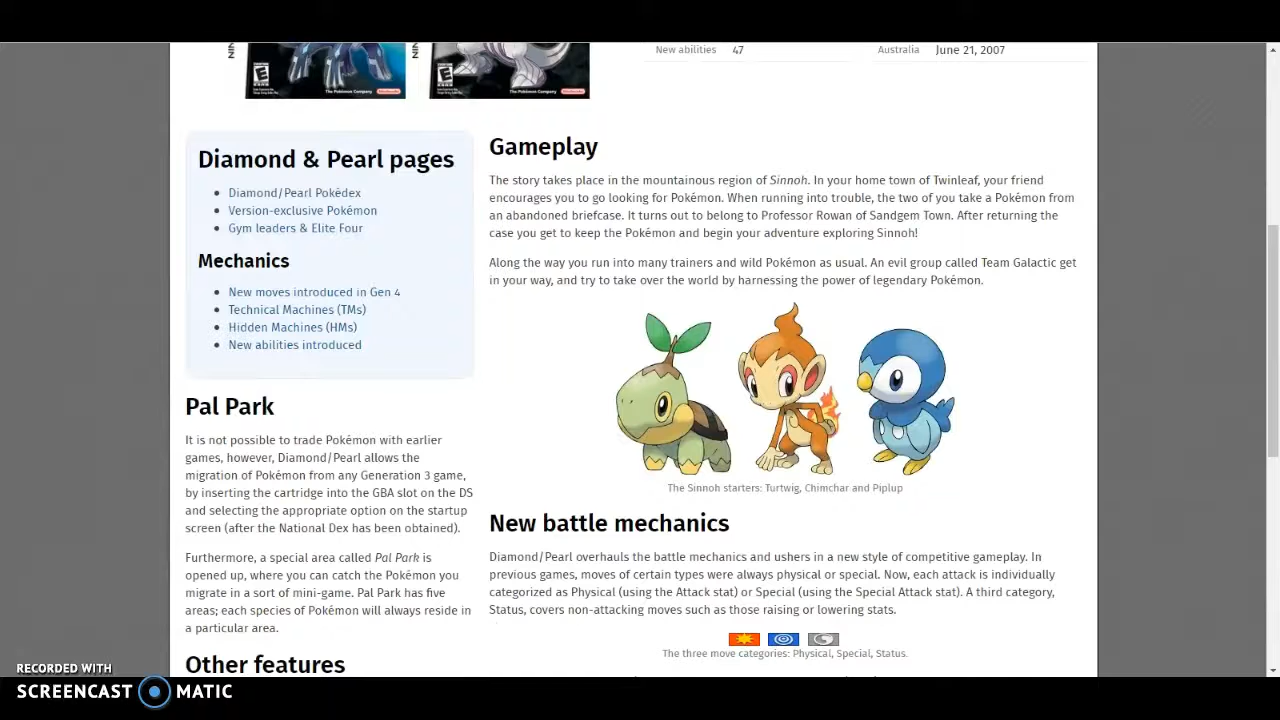 New abilities 47
Australia June 21, 2007
The Pokémon Company
Nintendo
The Pokémon Company
Nintendo
Diamond & Pearl pages
Diamond/Pearl Pokédex
Version-exclusive Pokémon
Gym leaders & Elite Four
Mechanics
New moves introduced in Gen 4
Technical Machines (TMs)
Hidden Machines (HMs)
New abilities introduced
Pal Park
It is not possible to trade Pokémon with earlier
games, however, Diamond/Pearl allows the
migration of Pokémon from any Generation 3 game,
by inserting the cartridge into the GBA slot on the DS
and selecting the appropriate option on the startup
screen (after the National Dex has been obtained).
Furthermore, a special area called Pal Park is
opened up, where you can catch the Pokémon you
migrate in a sort of mini-game. Pal Park has five
areas; each species of Pokémon will always reside in
a particular area.
Other features
Gameplay
The story takes place in the mountainous region of Sinnoh. In your home town of Twinleaf, your friend
encourages you to go looking for Pokémon. When running into trouble, the two of you take a Pokémon from
an abandoned briefcase. It turns out to belong to Professor Rowan of Sandgem Town. After returning the
case you get to keep the Pokémon and begin your adventure exploring Sinnoh!
Along the way you run into many trainers and wild Pokémon as usual. An evil group called Team Galactic get
in your way, and try to take over the world by harnessing the power of legendary Pokémon.
The Sinnoh starters: Turtwig, Chimchar and Piplup
New battle mechanics
Diamond/Pearl overhauls the battle mechanics and ushers in a new style of competitive gameplay. In
previous games, moves of certain types were always physical or special. Now, each attack is individually
categorized as Physical (using the Attack stat) or Special (using the Special Attack stat). A third category,
Status, covers non-attacking moves such as those raising or lowering stats.
The three move categories: Physical, Special, Status.
RECORDED WITH
SCREENCAST MATIC